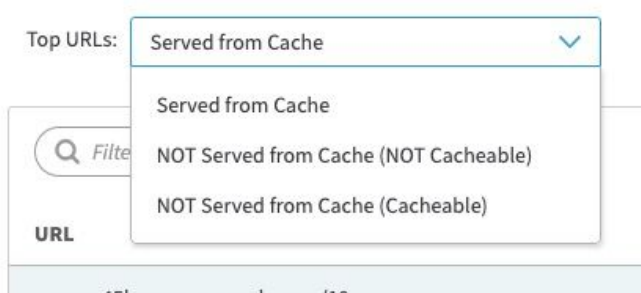 Top URLs: Served from Cache
Served from Cache
Filte
NOT Served from Cache (NOT Cacheable)
NOT Served from Cache (Cacheable)
URL